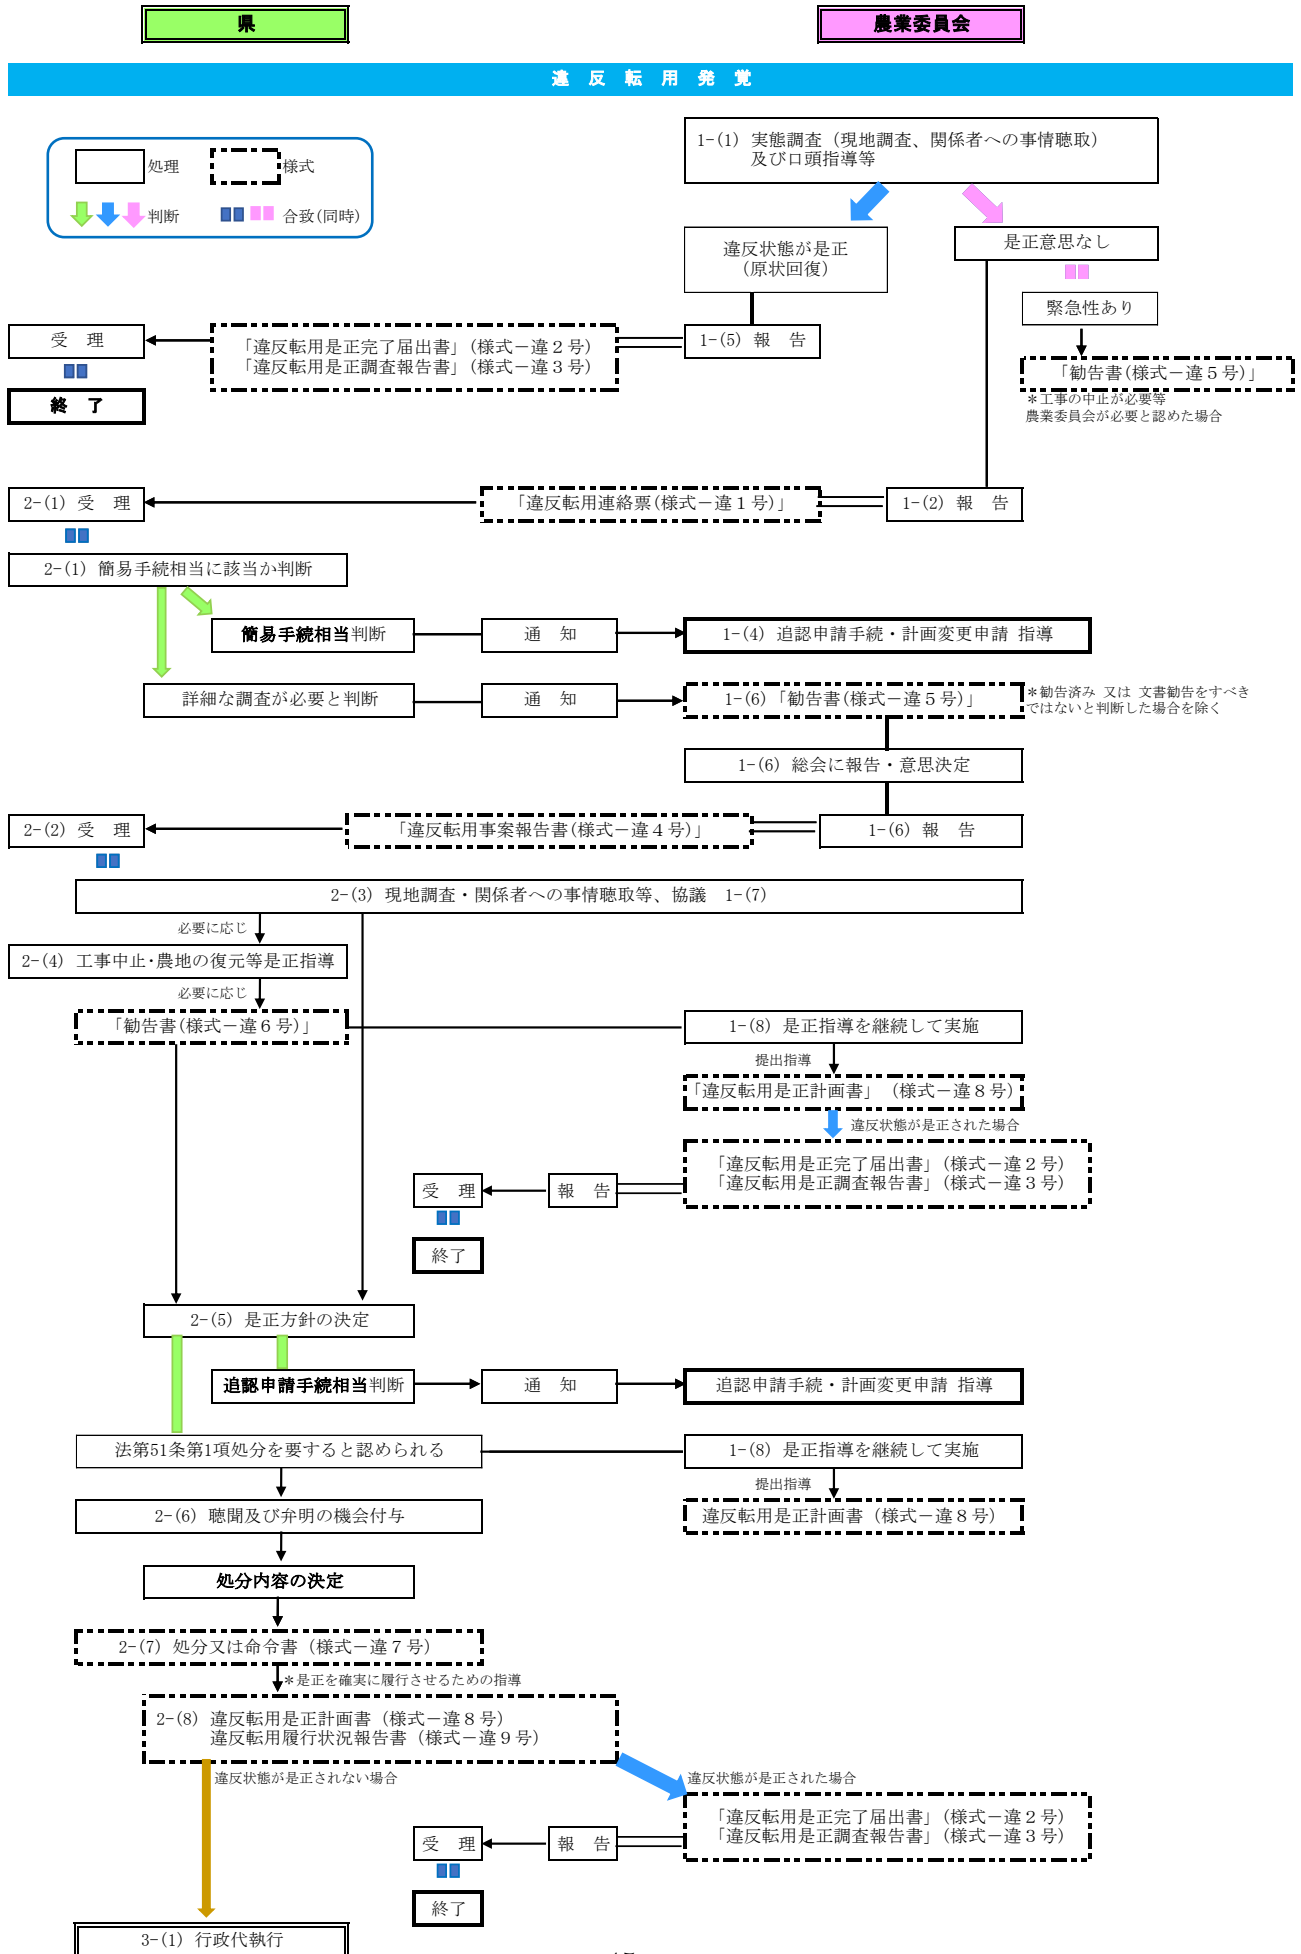 県
農業委員会
違 反 転 用 発 覚
処理
様式
判断
合致(同時)
1-(1) 実態調査（現地調査、関係者への事情聴取）
及び口頭指導等
違反状態が是正
（原状回復）
是正意思なし
緊急性あり
受　理
「違反転用是正完了届出書」(様式－違２号)
「違反転用是正調査報告書」(様式－違３号)
1-(5) 報　告
「勧告書(様式－違５号)」
＊工事の中止が必要等
農業委員会が必要と認めた場合
終　了
2-(1) 受　理
「違反転用連絡票(様式－違１号)」
1-(2) 報　告
2-(1) 簡易手続相当に該当か判断
簡易手続相当判断
通　知
1-(4) 追認申請手続・計画変更申請 指導
詳細な調査が必要と判断
通　知
1-(6)「勧告書(様式－違５号)」
＊勧告済み 又は 文書勧告をすべき
ではないと判断した場合を除く
1-(6) 総会に報告・意思決定
2-(2) 受　理
「違反転用事案報告書(様式－違４号)」
1-(6) 報　告
2-(3) 現地調査・関係者への事情聴取等、協議　1-(7)
必要に応じ
2-(4) 工事中止･農地の復元等是正指導
必要に応じ
「勧告書(様式－違６号)」
1-(8) 是正指導を継続して実施
提出指導
「違反転用是正計画書」（様式－違８号）
違反状態が是正された場合
「違反転用是正完了届出書」(様式－違２号)
「違反転用是正調査報告書」(様式－違３号)
受　理
報　告
終了
2-(5) 是正方針の決定
追認申請手続相当判断
通　知
追認申請手続・計画変更申請 指導
法第51条第1項処分を要すると認められる
1-(8) 是正指導を継続して実施
提出指導
2-(6) 聴聞及び弁明の機会付与
違反転用是正計画書（様式－違８号）
処分内容の決定
2-(7) 処分又は命令書（様式－違７号）
＊是正を確実に履行させるための指導
2-(8) 違反転用是正計画書（様式－違８号）
違反転用履行状況報告書（様式－違９号）
違反状態が是正されない場合
違反状態が是正された場合
「違反転用是正完了届出書」(様式－違２号)
「違反転用是正調査報告書」(様式－違３号)
受　理
報　告
終了
3-(1) 行政代執行